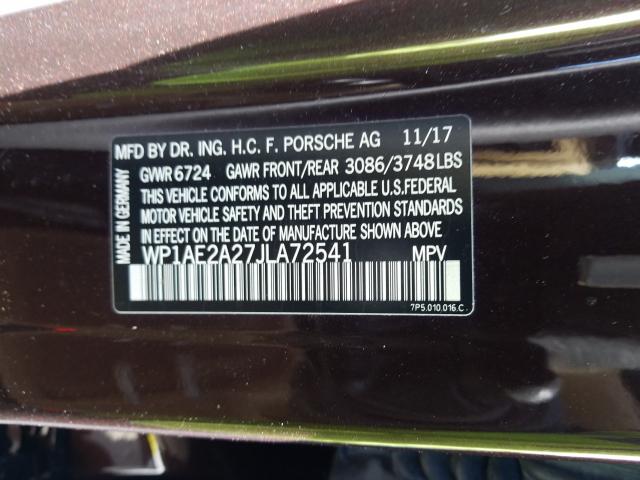 MFD BY DR. ING. H.C. F. PORSCHE AG 11/17
GVWR 6724 GAWR FRONT/REAR 3086/3748LBS
THIS VEHICLE CONFORMS TO ALL APPLICABLE U.S.FEDERAL
MOTOR VEHICLE SAFETY AND THEFT PREVENTION STANDARDS
IN EFFECT ON THE DATE OF MANUFACTURE SHOWN ABOVE.
WP1AE2A27JLA72541 MPV
7P5.010.016.C
MADE IN GERMANY